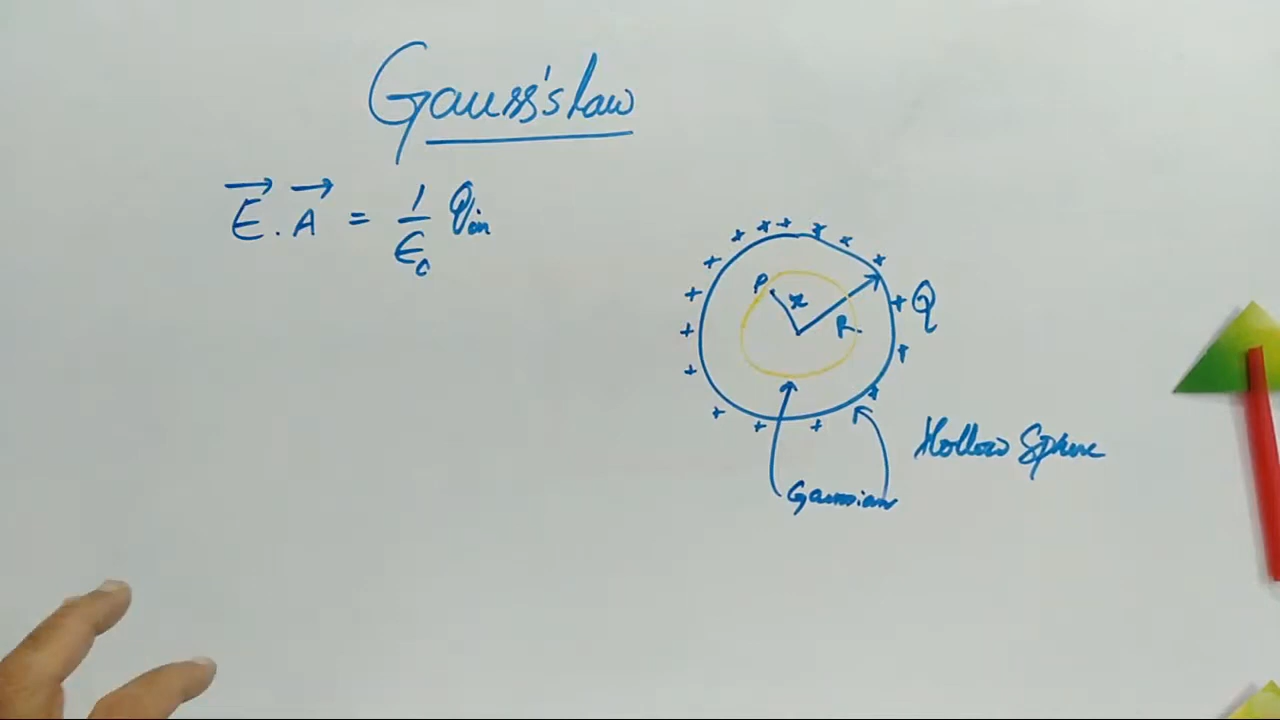 Gauss's law
E . A = 1/ε₀ qin
+ + + + + + + + + + + + + + + + + +
P x
R
Q
Hollow Sphere
Gaussian